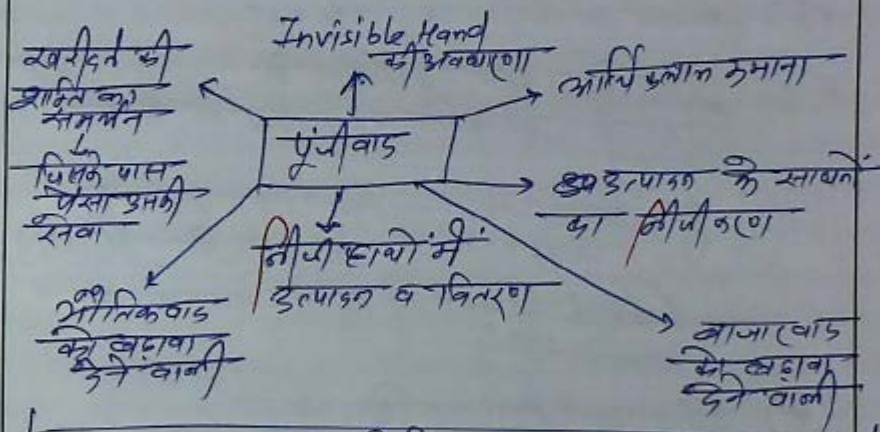 Invisible Hand
की अवधारणा
खरीदने की
शक्ति का
समर्थन
जिसके पास
पैसा उसकी
सेवा
आर्थिक लाभ कमाना
पूंजीवाद
उत्पादन के साधनों
का निजीकरण
निजी हाथों में
उत्पादन व वितरण
भौतिकवाद
को बढ़ावा
देने वाली
बाजारवाद
को बढ़ावा
देने वाली